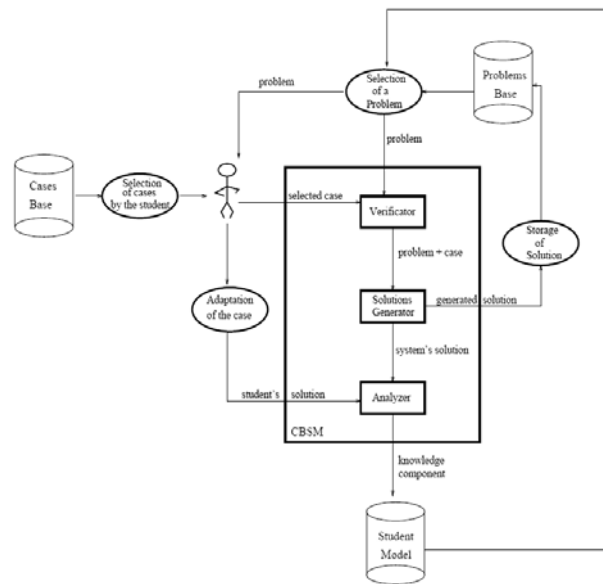 Selection
of a
Problem
Problems
Base
problem
problem
Cases
Base
Selection
of cases
by the student
selected case
Verificator
Storage
of
Solution
problem + case
Adaptation
of the case
Solutions
Generator
generated solution
system's solution
student's solution
Analyzer
CBSM
knowledge
component
Student
Model